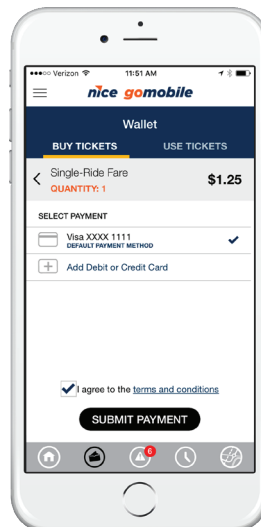 Verizon 11:51 AM
nice gomobile
Wallet
BUY TICKETS USE TICKETS
Single-Ride Fare $1.25
QUANTITY: 1
SELECT PAYMENT
Visa XXXX 1111
DEFAULT PAYMENT METHOD
Add Debit or Credit Card
I agree to the terms and conditions
SUBMIT PAYMENT
6